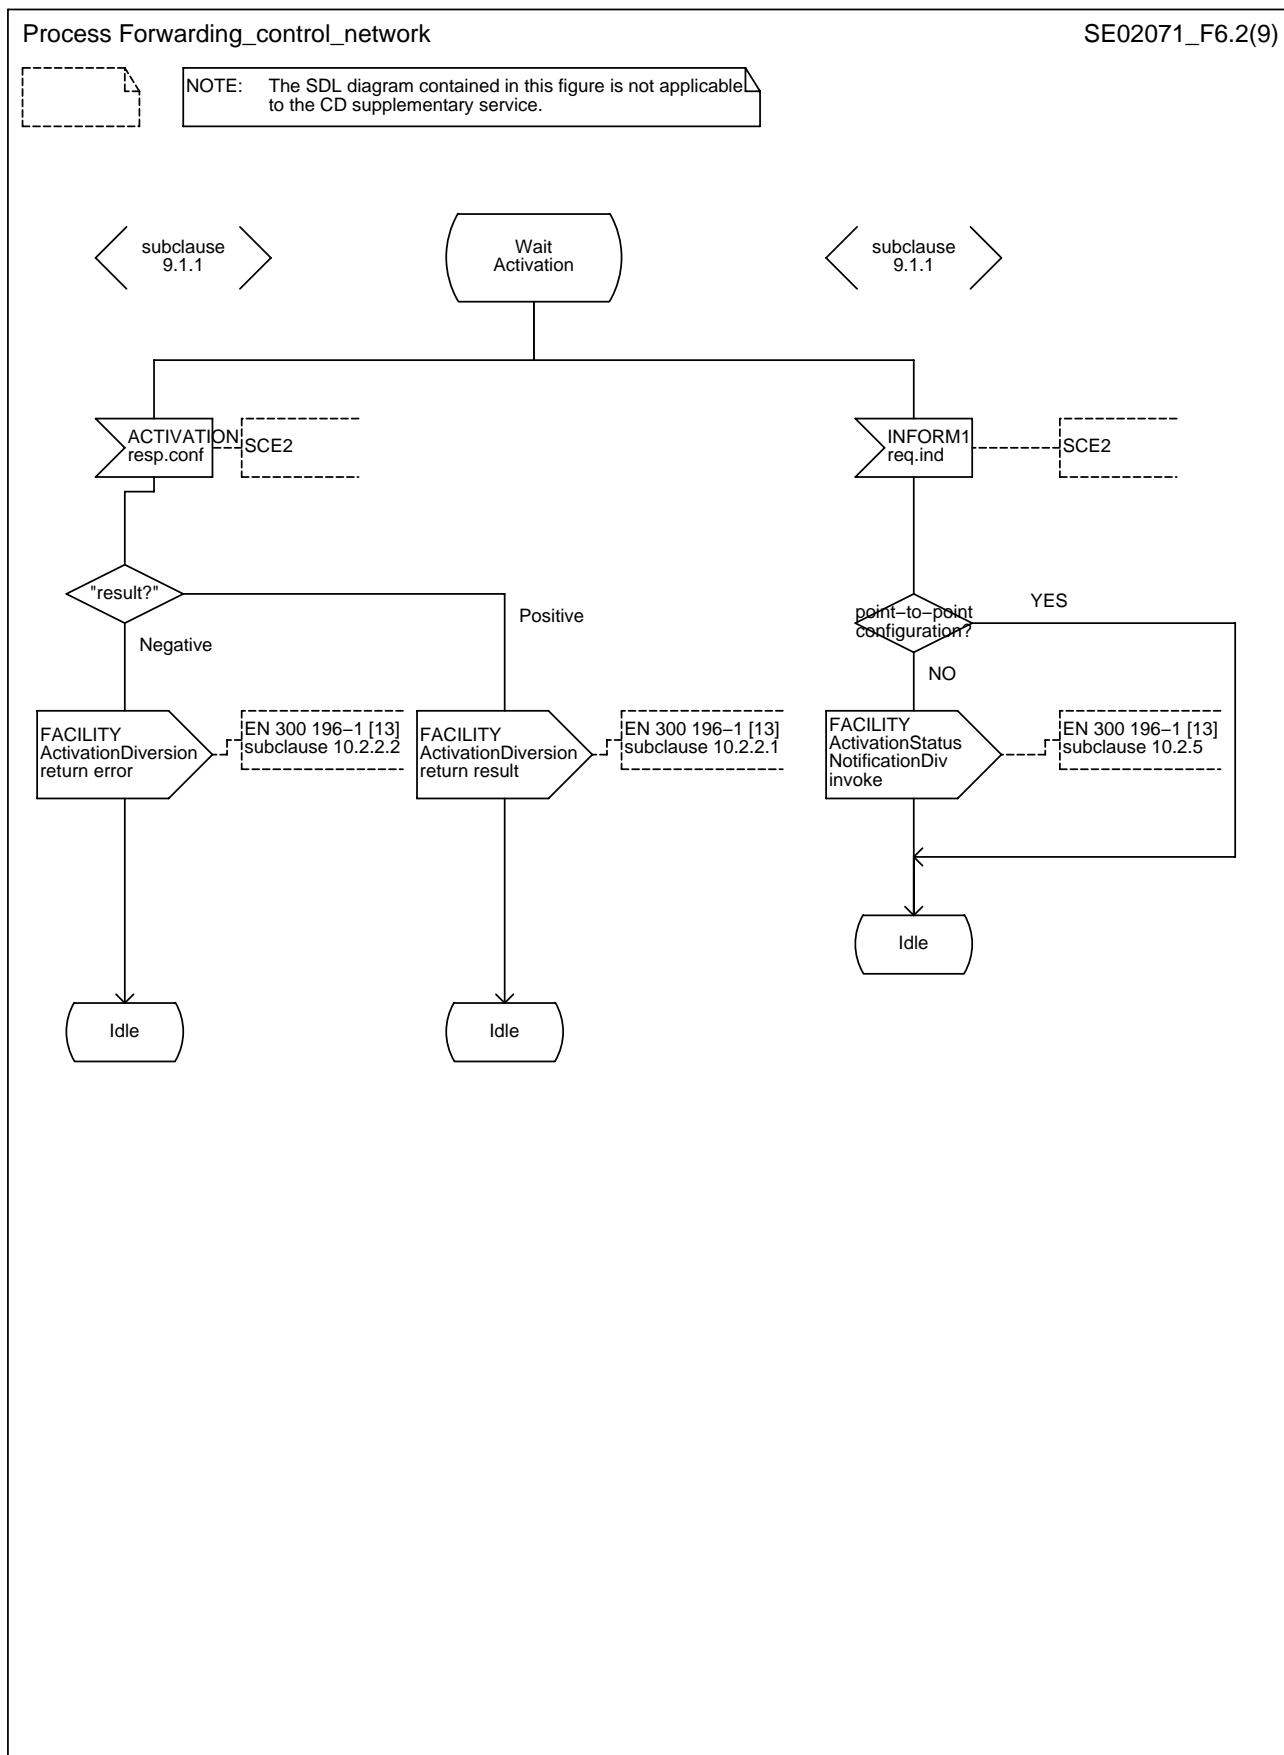 Process Forwarding_control_network
SE02071_F6.2(9)
NOTE: The SDL diagram contained in this figure is not applicable
to the CD supplementary service.
subclause
9.1.1
Wait
Activation
subclause
9.1.1
ACTIVATION
resp.conf
SCE2
INFORM1
req.ind
SCE2
"result?"
Positive
Negative
point−to−point
configuration?
YES
NO
FACILITY
ActivationDiversion
return error
EN 300 196−1 [13]
subclause 10.2.2.2
FACILITY
ActivationDiversion
return result
EN 300 196−1 [13]
subclause 10.2.2.1
FACILITY
ActivationStatus
NotificationDiv
invoke
EN 300 196−1 [13]
subclause 10.2.5
Idle
Idle
Idle